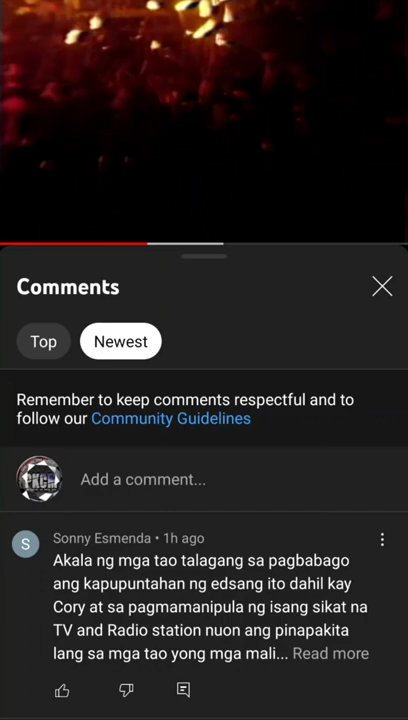 Comments
Top
Newest
Remember to keep comments respectful and to
follow our Community Guidelines
PKCM
Add a comment...
S
Sonny Esmenda • 1h ago
Akala ng mga tao talagang sa pagbabago
ang kapupuntahan ng edsang ito dahil kay
Cory at sa pagmamanipula ng isang sikat na
TV and Radio station nuon ang pinapakita
lang sa mga tao yong mga mali... Read more